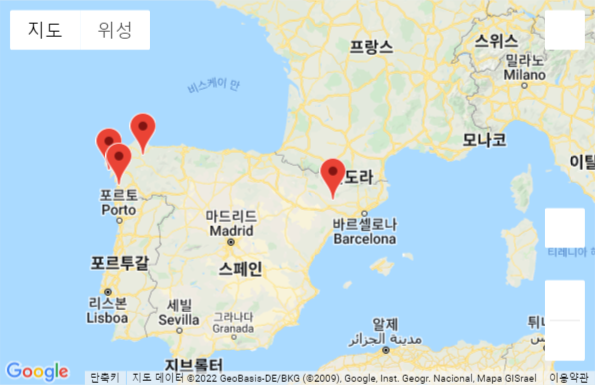 지도
위성
프랑스
스위스
밀라노
Milano
비스케이 만
모나코
이탈
도라
포르토
Porto
바르셀로나
Barcelona
마드리드
Madrid
포르투갈
스페인
티레니아 해
리스본
Lisboa
세빌
Sevilla
그라나다
Granada
알제
مدينة الجزائر
튀니
지브롤터
Google
단축키
지도 데이터 ©2022 GeoBasis-DE/BKG (©2009), Google, Inst. Geogr. Nacional, Mapa GISrael
이용약관